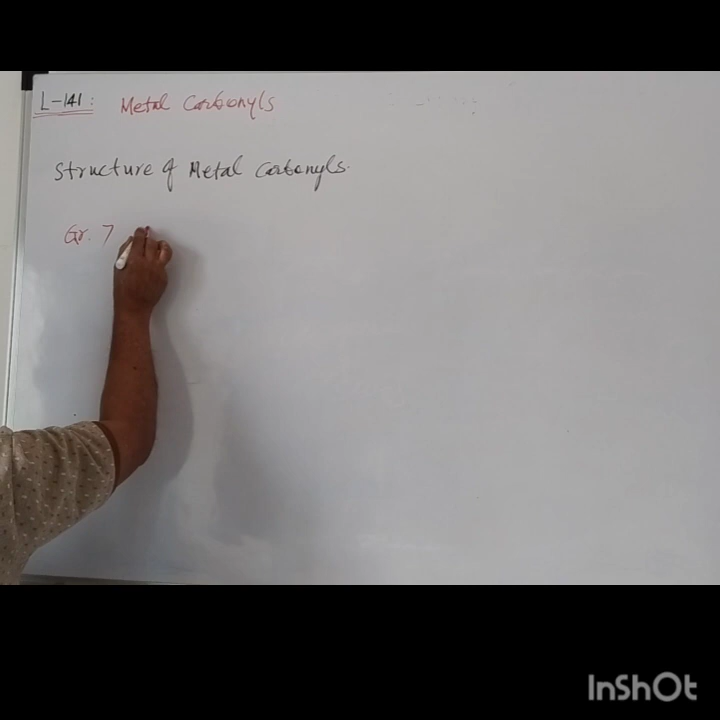 L-141: Metal Carbonyls
Structure of Metal Carbonyls.
Gr. 7
InShOt